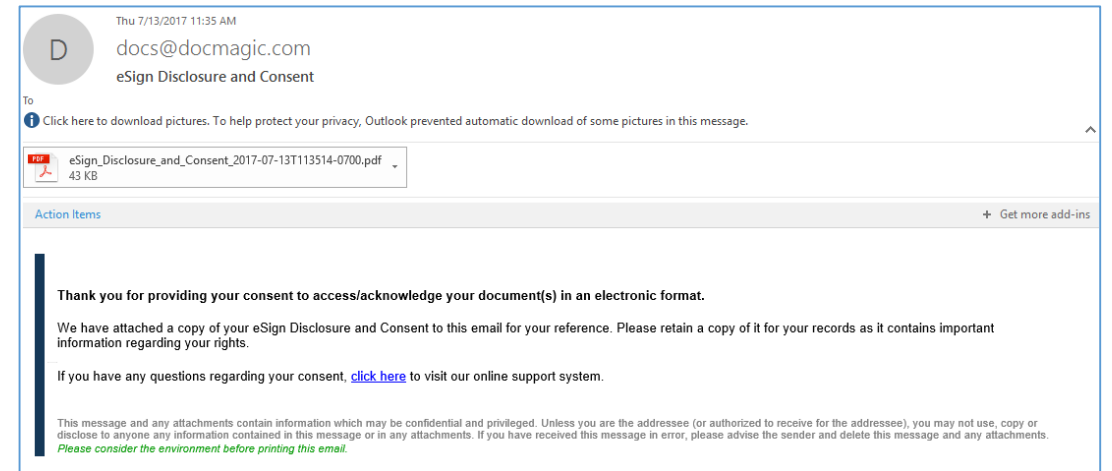 Thu 7/13/2017 11:35 AM
D
docs@docmagic.com
eSign Disclosure and Consent
To
Click here to download pictures. To help protect your privacy, Outlook prevented automatic download of some pictures in this message.
PDF
eSign_Disclosure_and_Consent_2017-07-13T113514-0700.pdf
43 KB
Action Items
+ Get more add-ins
Thank you for providing your consent to access/acknowledge your document(s) in an electronic format.
We have attached a copy of your eSign Disclosure and Consent to this email for your reference. Please retain a copy of it for your records as it contains important
information regarding your rights.
If you have any questions regarding your consent, click here to visit our online support system.
This message and any attachments contain information which may be confidential and privileged. Unless you are the addressee (or authorized to receive for the addressee), you may not use, copy or
disclose to anyone any information contained in this message or in any attachments. If you have received this message in error, please advise the sender and delete this message and any attachments.
Please consider the environment before printing this email.